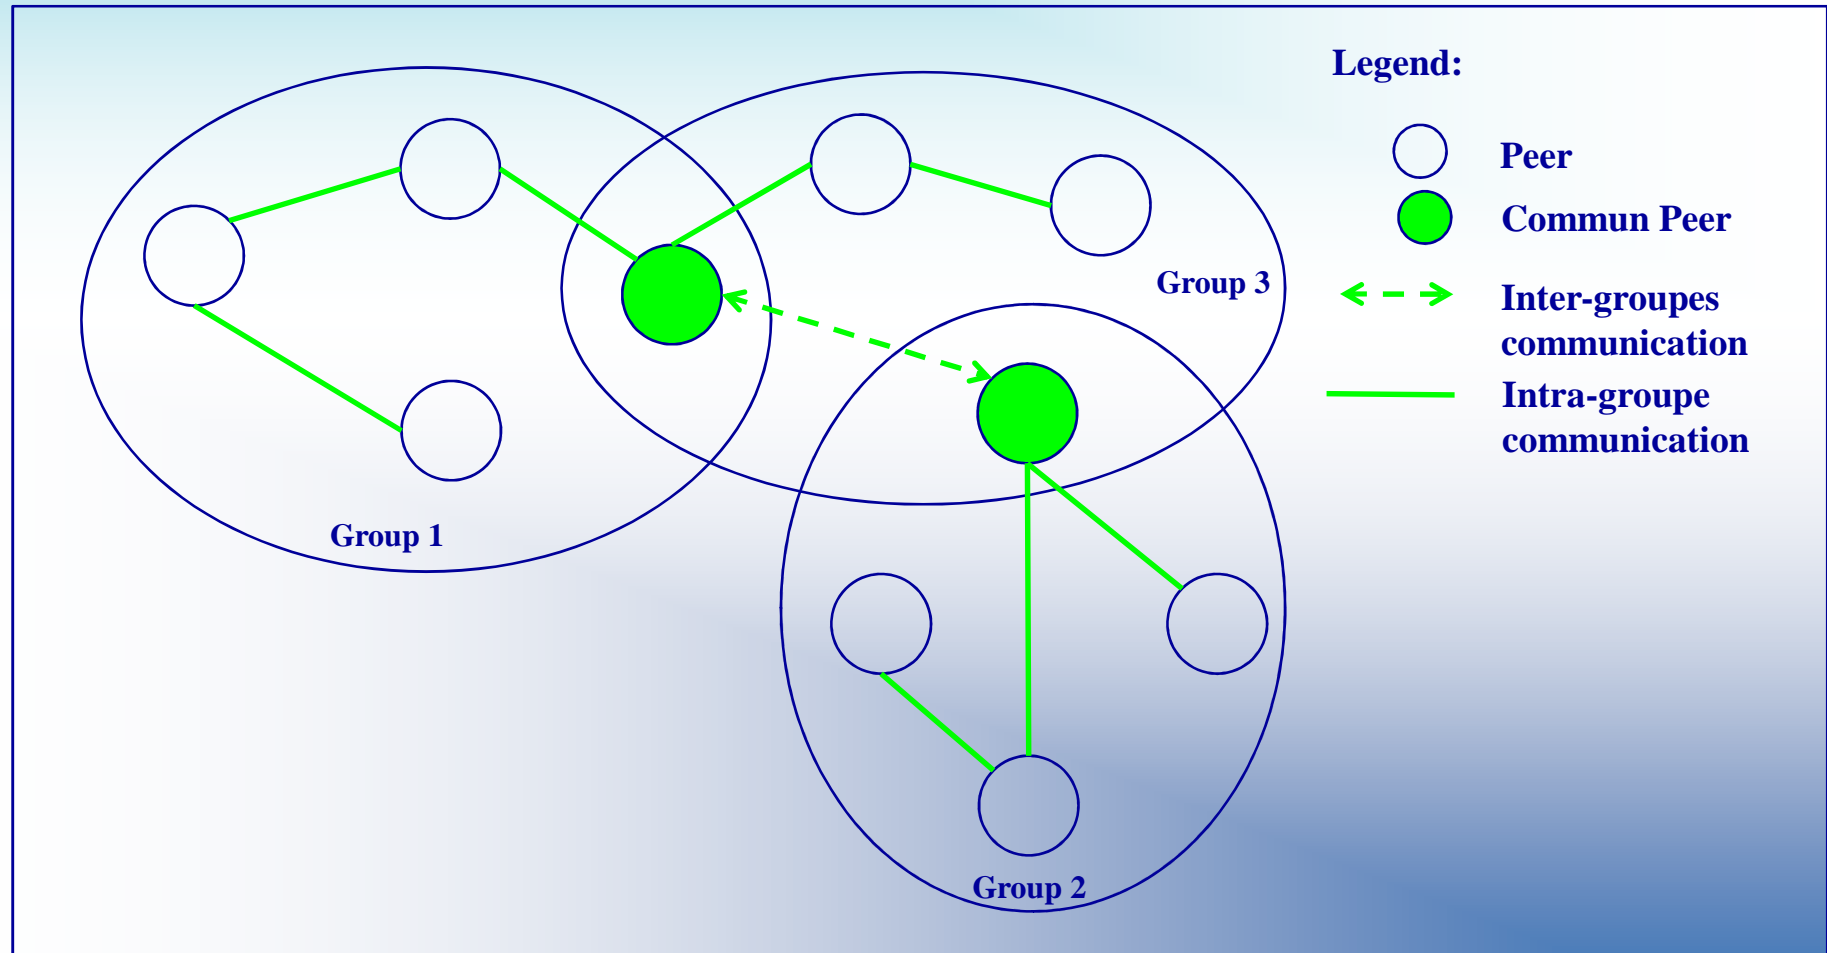 Legend:
Peer
Commun Peer
Group 3
Inter-groupes
communication
Intra-groupe
communication
Group 1
Group 2